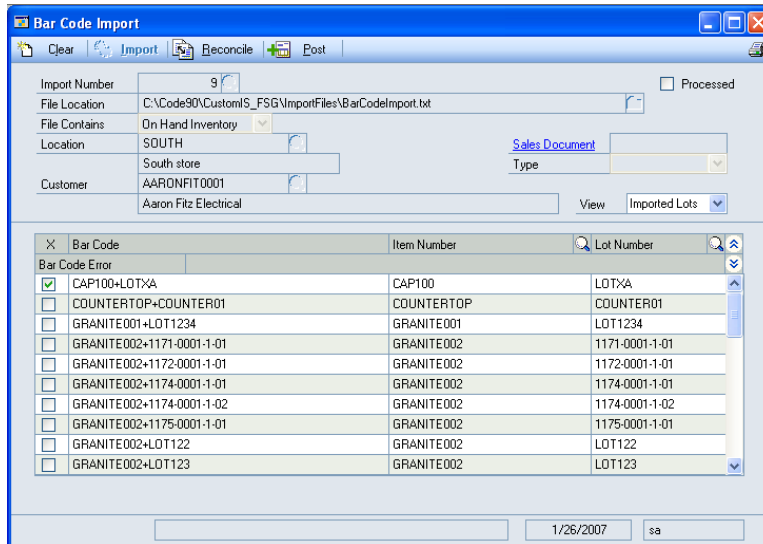 Bar Code Import
Clear Import Reconcile Post
Import Number 9 Processed
File Location C:\Code90\CustomIS_FSG\ImportFiles\BarCodeImport.txt
File Contains On Hand Inventory
Location SOUTH Sales Document
South store Type
Customer AARONFIT0001
Aaron Fitz Electrical View Imported Lots
X Bar Code Item Number Lot Number
Bar Code Error
CAP100+LOTXA CAP100 LOTXA
COUNTERTOP+COUNTER01 COUNTERTOP COUNTER01
GRANITE001+LOT1234 GRANITE001 LOT1234
GRANITE002+1171-0001-1-01 GRANITE002 1171-0001-1-01
GRANITE002+1172-0001-1-01 GRANITE002 1172-0001-1-01
GRANITE002+1174-0001-1-01 GRANITE002 1174-0001-1-01
GRANITE002+1174-0001-1-02 GRANITE002 1174-0001-1-02
GRANITE002+1175-0001-1-01 GRANITE002 1175-0001-1-01
GRANITE002+LOT122 GRANITE002 LOT122
GRANITE002+LOT123 GRANITE002 LOT123
1/26/2007 sa